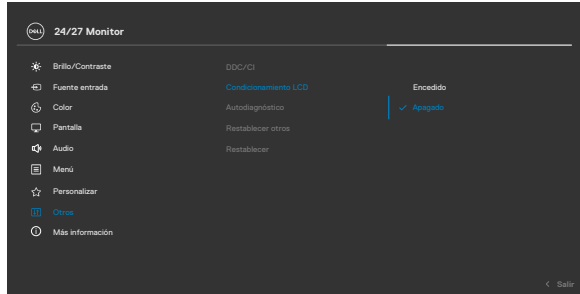 DELL 24/27 Monitor
Brillo/Contraste DDC/CI
Fuente entrada Condicionamiento LCD Encedido
Color Autodiagnóstico Apagado
Pantalla Restablecer otros
Audio Restablecer
Menú
Personalizar
Otros
Más información
Salir